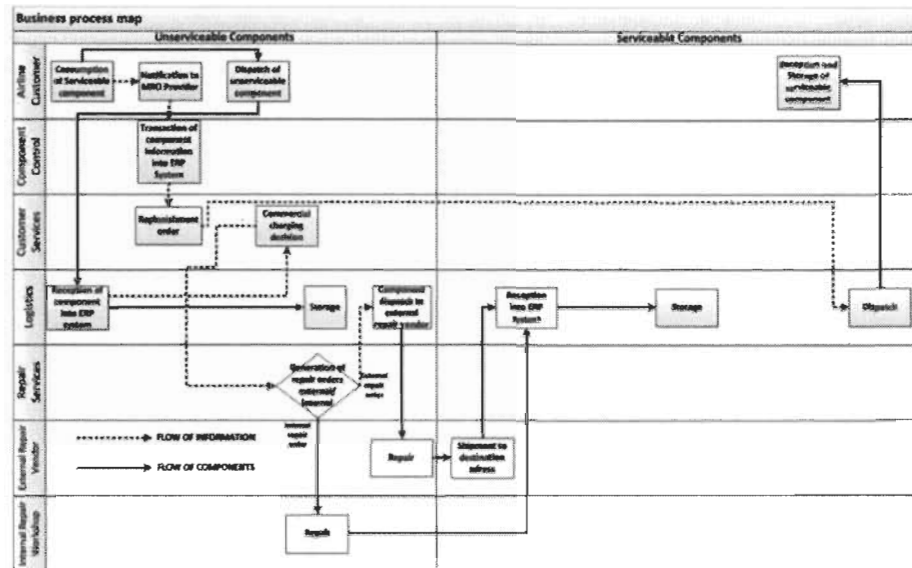 Business process map
Unserviceable Components
Serviceable Components
Airline
Customer
Consumption
of Serviceable
component
Notification to
MRO Provider
Dispatch of
unserviceable
component
Reception and
Storage of
serviceable
component
Component
Control
Transaction of
component
information
into ERP
System
Customer
Services
Replenishment
order
Commercial
charging
decision
Logistics
Reception of
component
into ERP
system
Storage
Component
dispatch to
external
repair vendor
Reception
into ERP
System
Storage
Dispatch
Repair
Services
Generation of
repair orders
external/
internal
External
repair
order
Internal
repair
order
External Repair
Vendor
FLOW OF INFORMATION
FLOW OF COMPONENTS
Repair
Shipment to
destination
adress
Internal Repair
Workshop
Repair